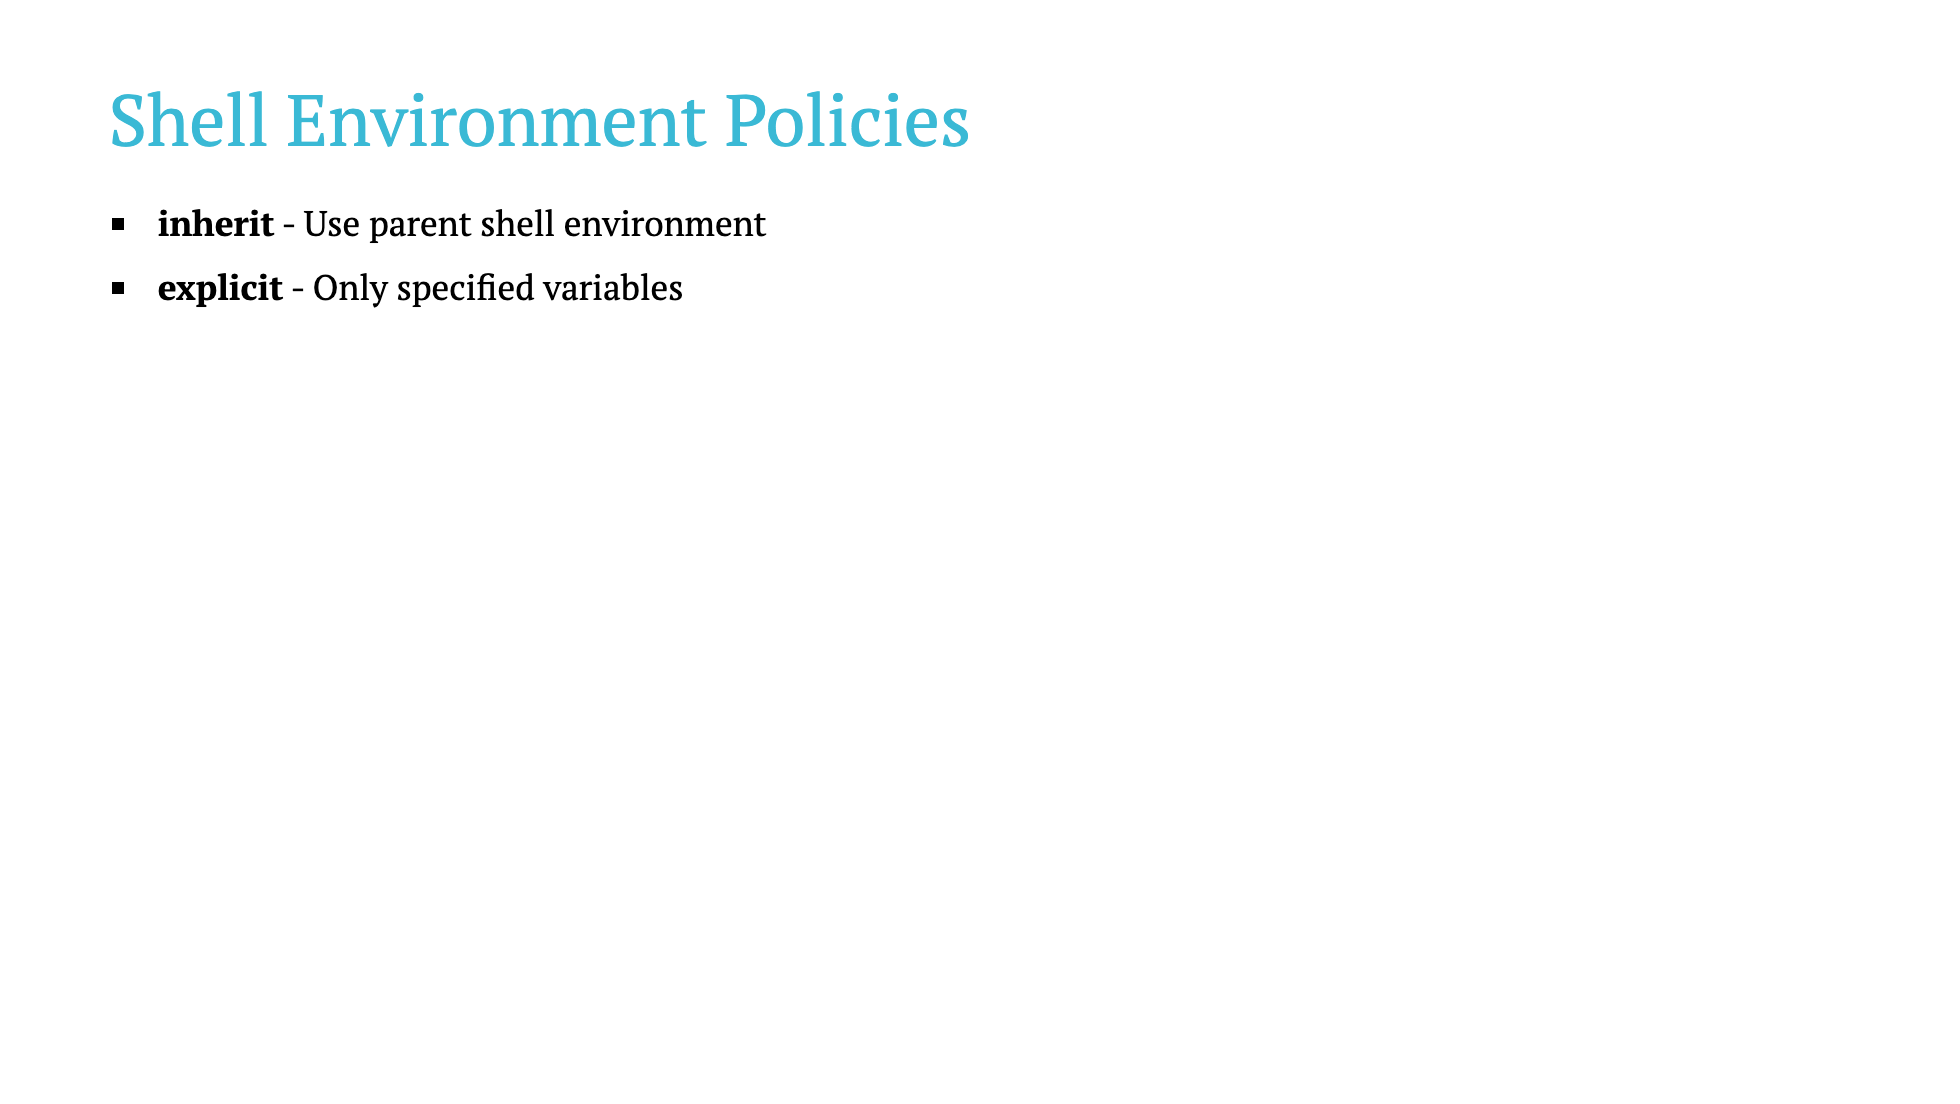 Shell Environment Policies
▪ inherit - Use parent shell environment
▪ explicit - Only specified variables